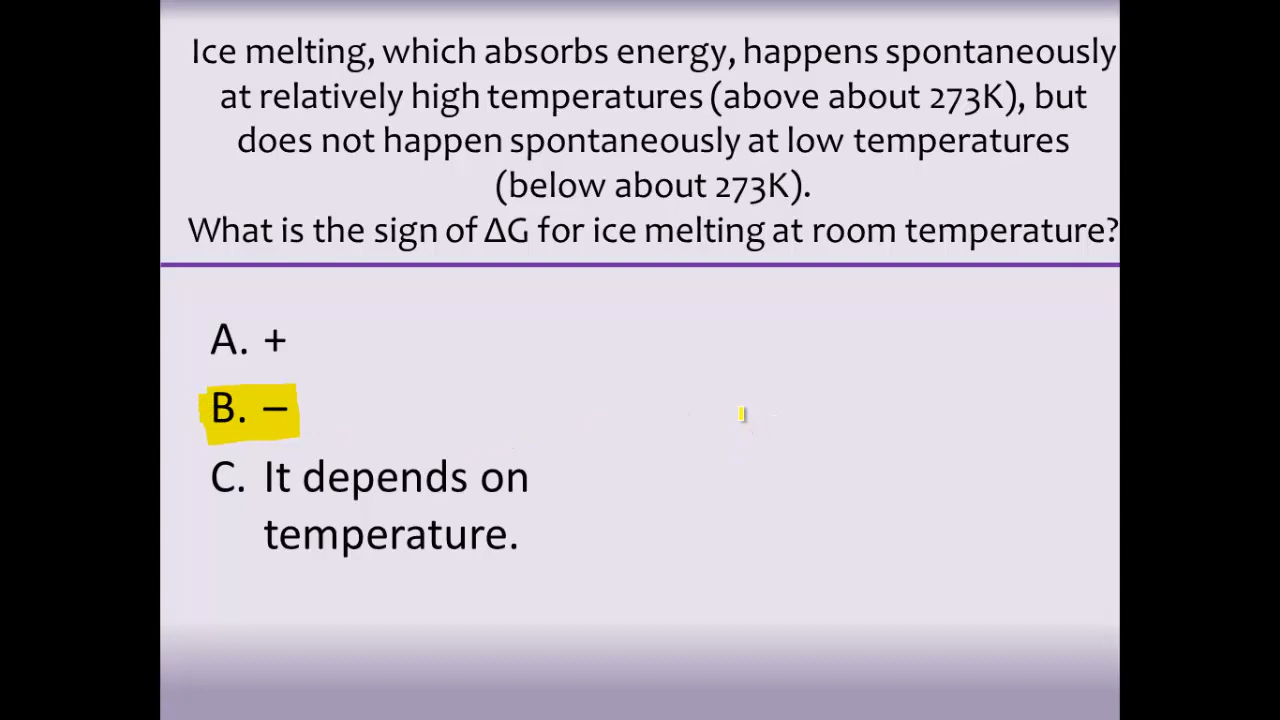 Ice melting, which absorbs energy, happens spontaneously
at relatively high temperatures (above about 273K), but
does not happen spontaneously at low temperatures
(below about 273K).
What is the sign of ΔG for ice melting at room temperature?
A. +
B. –
C. It depends on
temperature.